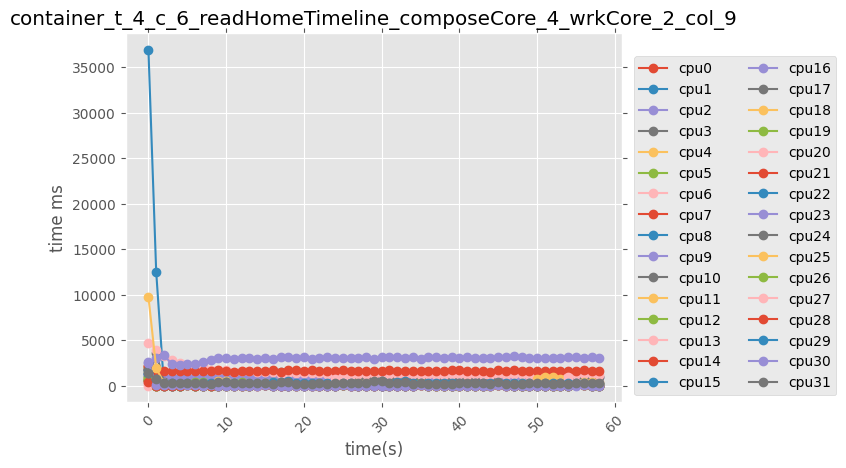 container_t_4_c_6_readHomeTimeline_composeCore_4_wrkCore_2_col_9
time ms
35000
30000
25000
20000
15000
10000
5000
0
0
10
20
30
40
50
60
time(s)
cpu0
cpu1
cpu2
cpu3
cpu4
cpu5
cpu6
cpu7
cpu8
cpu9
cpu10
cpu11
cpu12
cpu13
cpu14
cpu15
cpu16
cpu17
cpu18
cpu19
cpu20
cpu21
cpu22
cpu23
cpu24
cpu25
cpu26
cpu27
cpu28
cpu29
cpu30
cpu31